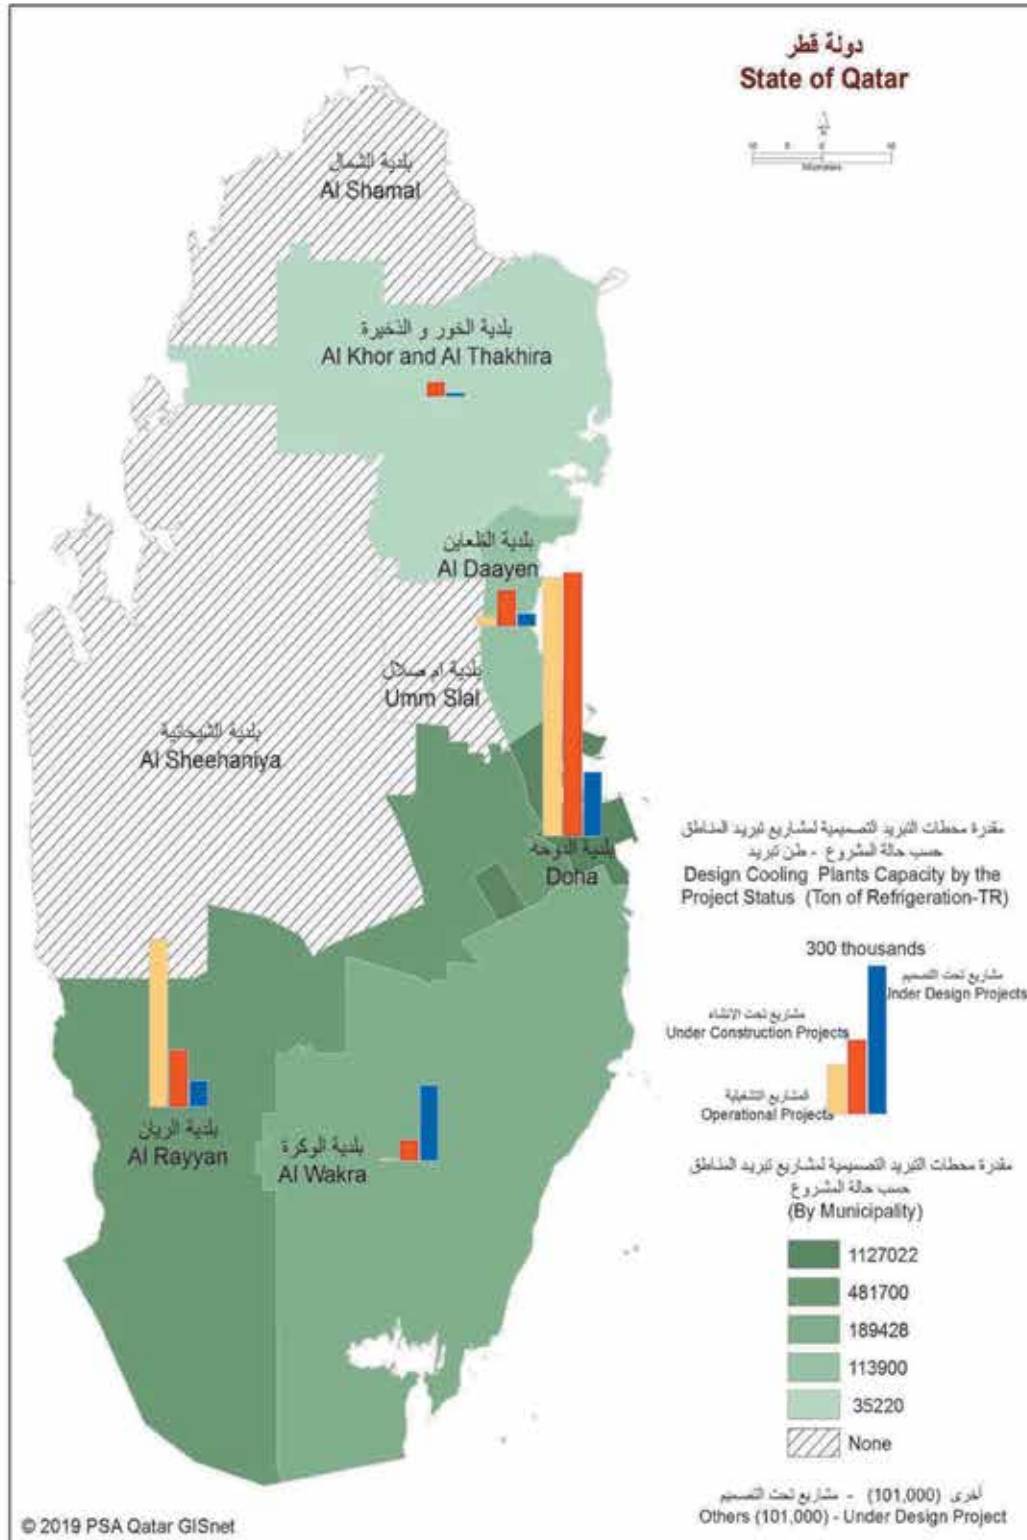 دولة قطر
State of Qatar
10 5 0 10
Kilometers
بلدية الشمال
Al Shamal
بلدية الخور و الذخيرة
Al Khor and Al Thakhira
بلدية الظعاين
Al Daayen
بلدية ام صلال
Umm Slal
بلدية الشيحانية
Al Sheehaniya
بلدية الدوحة
Doha
بلدية الريان
Al Rayyan
بلدية الوكرة
Al Wakra
مقدرة محطات التبريد التصميمية لمشاريع تبريد المناطق
حسب حالة المشروع - طن تبريد
Design Cooling Plants Capacity by the
Project Status (Ton of Refrigeration-TR)
300 thousands
مشاريع تحت التصميم
Under Design Projects
مشاريع تحت الانشاء
Under Construction Projects
المشاريع التشغيلية
Operational Projects
مقدرة محطات التبريد التصميمية لمشاريع تبريد المناطق
حسب حالة المشروع
(By Municipality)
1127022
481700
189428
113900
35220
None
أخرى (101,000) - مشاريع تحت التصميم
Others (101,000) - Under Design Project
© 2019 PSA Qatar GISnet